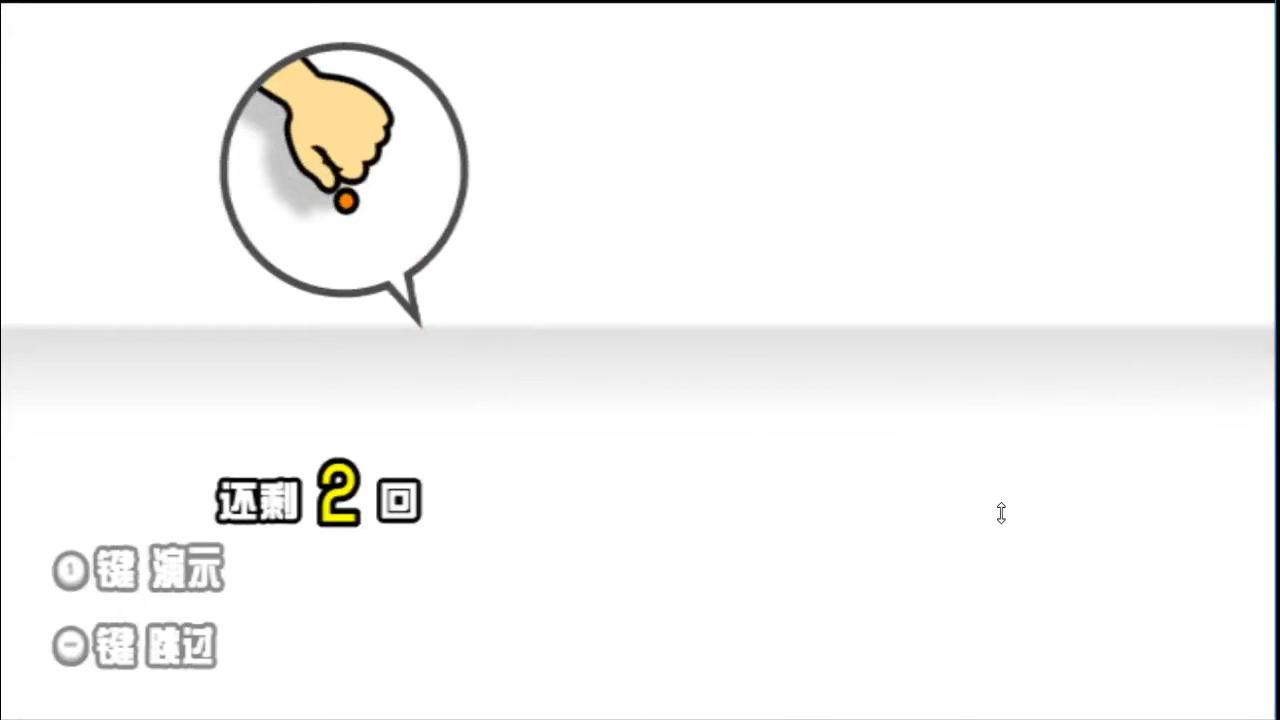 还剩 2 回
①键 演示
⊖键 跳过